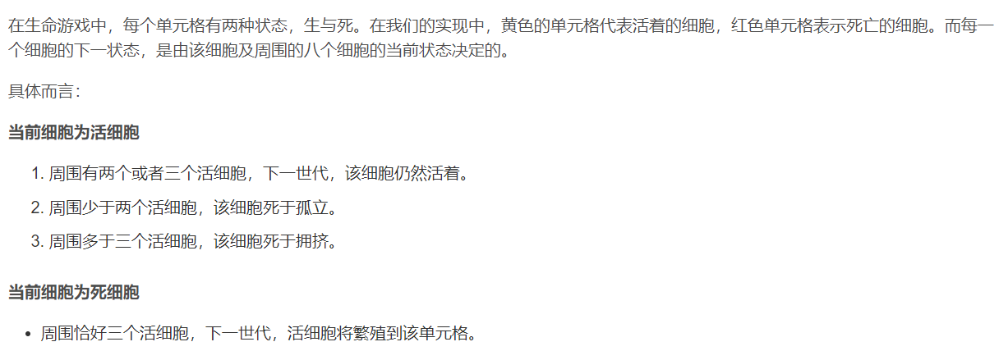 在生命游戏中，每个单元格有两种状态，生与死。在我们的实现中，黄色的单元格代表活着的细胞，红色单元格表示死亡的细胞。而每一
个细胞的下一状态，是由该细胞及周围的八个细胞的当前状态决定的。
具体而言：
当前细胞为活细胞
1. 周围有两个或者三个活细胞，下一世代，该细胞仍然活着。
2. 周围少于两个活细胞，该细胞死于孤立。
3. 周围多于三个活细胞，该细胞死于拥挤。
当前细胞为死细胞
• 周围恰好三个活细胞，下一世代，活细胞将繁殖到该单元格。